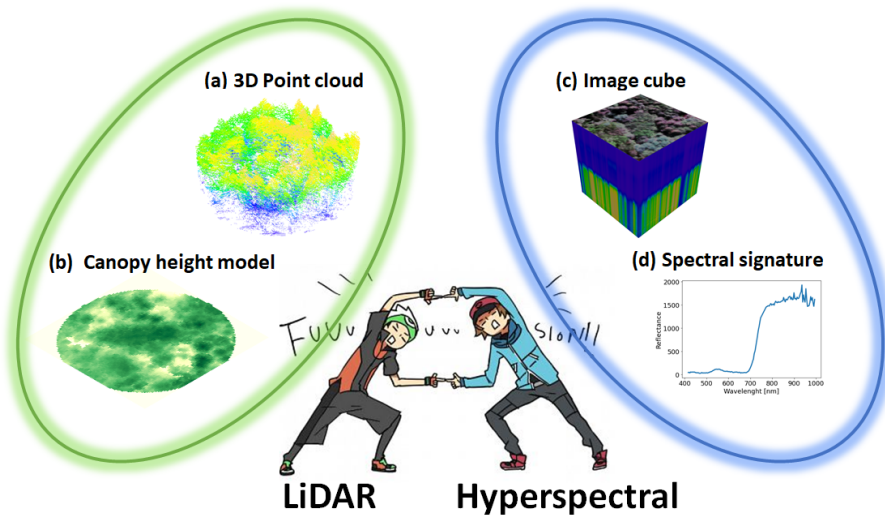 (a) 3D Point cloud
(c) Image cube
(b) Canopy height model
(d) Spectral signature
FUUU UUU SION!!
2000
1500
1000
500
0
Reflectance
400 500 600 700 800 900 1000
Wavelenght [nm]
LiDAR Hyperspectral